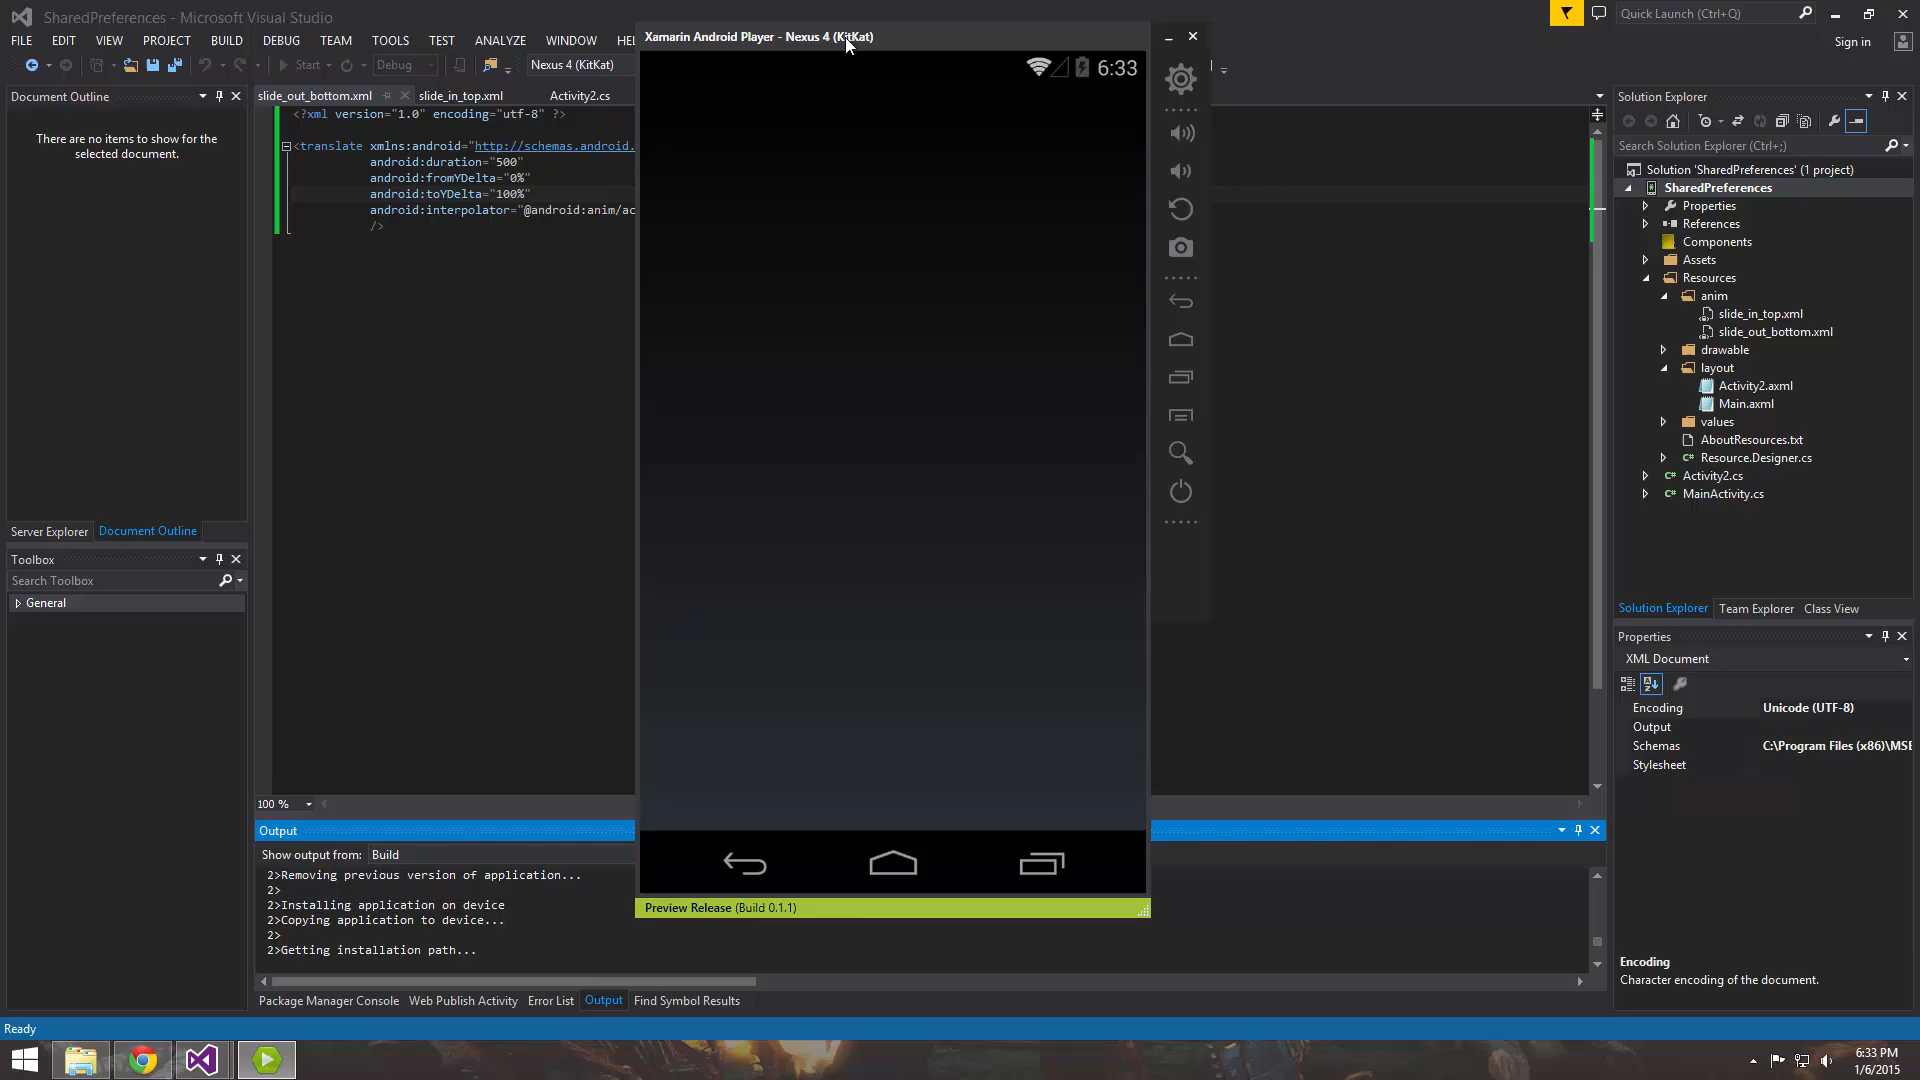 SharedPreferences - Microsoft Visual Studio
Quick Launch (Ctrl+Q)
FILE EDIT VIEW PROJECT BUILD DEBUG TEAM TOOLS TEST ANALYZE WINDOW HEL
Sign in
Start Debug Nexus 4 (KitKat)
Xamarin Android Player - Nexus 4 (KitKat)
6:33
Document Outline
There are no items to show for the
selected document.
Server Explorer Document Outline
Toolbox
Search Toolbox
General
slide_out_bottom.xml slide_in_top.xml Activity2.cs
<?xml version="1.0" encoding="utf-8" ?>
<translate xmlns:android="http://schemas.android.
android:duration="500"
android:fromYDelta="0%"
android:toYDelta="100%"
android:interpolator="@android:anim/ac
/>
100 %
Preview Release (Build 0.1.1)
Output
Show output from: Build
2>Removing previous version of application...
2>
2>Installing application on device
2>Copying application to device...
2>
2>Getting installation path...
Package Manager Console Web Publish Activity Error List Output Find Symbol Results
Solution Explorer
Search Solution Explorer (Ctrl+;)
Solution 'SharedPreferences' (1 project)
SharedPreferences
Properties
References
Components
Assets
Resources
anim
slide_in_top.xml
slide_out_bottom.xml
drawable
layout
Activity2.axml
Main.axml
values
AboutResources.txt
C# Resource.Designer.cs
C# Activity2.cs
C# MainActivity.cs
Solution Explorer Team Explorer Class View
Properties
XML Document
Encoding Unicode (UTF-8)
Output
Schemas C:\Program Files (x86)\MSE
Stylesheet
Encoding
Character encoding of the document.
Ready
6:33 PM
1/6/2015